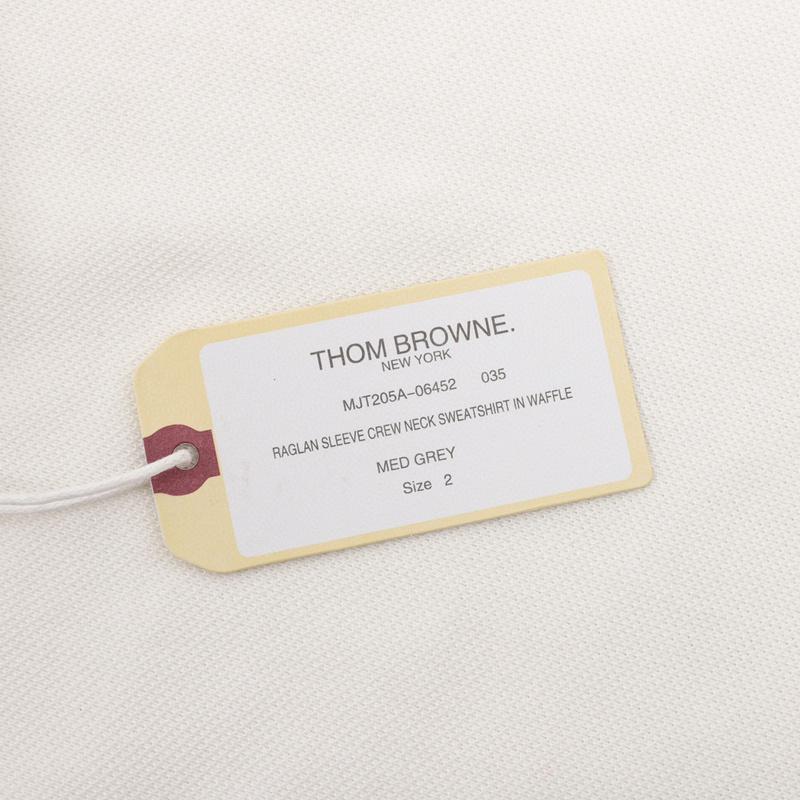 THOM BROWNE.
NEW YORK
MJT205A-06452 035
RAGLAN SLEEVE CREW NECK SWEATSHIRT IN WAFFLE
MED GREY
Size 2